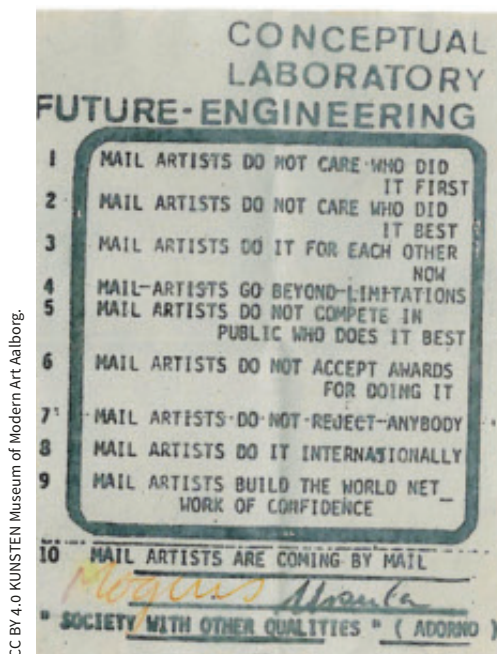 CONCEPTUAL
LABORATORY
FUTURE-ENGINEERING
1 MAIL ARTISTS DO NOT CARE WHO DID
IT FIRST
2 MAIL ARTISTS DO NOT CARE WHO DID
IT BEST
3 MAIL ARTISTS DO IT FOR EACH OTHER
NOW
4 MAIL-ARTISTS GO BEYOND-LIMITATIONS
5 MAIL ARTISTS DO NOT COMPETE IN
PUBLIC WHO DOES IT BEST
6 MAIL ARTISTS DO NOT ACCEPT AWARDS
FOR DOING IT
7 MAIL ARTISTS-DO-NOT-REJECT-ANYBODY
8 MAIL ARTISTS DO IT INTERNATIONALLY
9 MAIL ARTISTS BUILD THE WORLD NET_
WORK OF CONFIDENCE
10 MAIL ARTISTS ARE COMING BY MAIL
Mogens
" SOCIETY WITH OTHER QUALITIES " ( ADORNO )
CC BY 4.0 KUNSTEN Museum of Modern Art Aalborg.